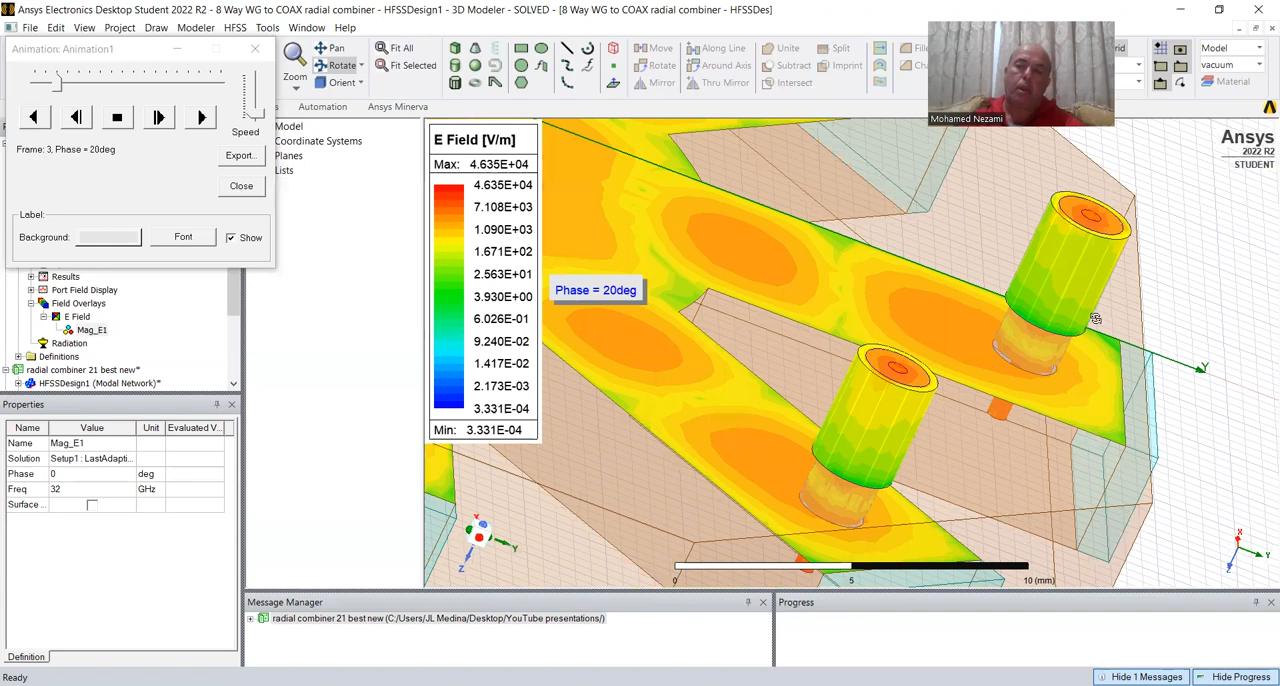 Ansys Electronics Desktop Student 2022 R2 - 8 Way WG to COAX radial combiner - HFSSDesign1 - 3D Modeler - SOLVED - [8 Way WG to COAX radial combiner - HFSSDes]
File Edit View Project Draw Modeler HFSS Tools Window Help
Animation: Animation1
Speed
Frame: 3, Phase = 20deg
Export...
Close
Label:
Background:
Font
Show
Zoom
Pan
Rotate
Orient
Fit All
Fit Selected
Move
Rotate
Mirror
Along Line
Around Axis
Thru Mirror
Unite
Subtract
Intersect
Split
Imprint
Fille
Grid
Model
vacuum
Material
Automation
Ansys Minerva
Model
Coordinate Systems
Planes
Lists
Mohamed Nezami
Ansys
2022 R2
STUDENT
E Field [V/m]
Max: 4.635E+04
4.635E+04
7.108E+03
1.090E+03
1.671E+02
2.563E+01
3.930E+00
6.026E-01
9.240E-02
1.417E-02
2.173E-03
3.331E-04
Min: 3.331E-04
Phase = 20deg
Results
Port Field Display
Field Overlays
E Field
Mag_E1
Radiation
Definitions
radial combiner 21 best new*
HFSSDesign1 (Modal Network)*
Properties
Name Value Unit Evaluated V...
Name Mag_E1
Solution Setup1 : LastAdapti...
Phase 0 deg
Freq 32 GHz
Surface ...
Definition
Y
X
Y
Z
X
Y
Z
0 5 10 (mm)
Message Manager
radial combiner 21 best new (C:/Users/JL Medina/Desktop/YouTube presentations/)
Progress
Ready
Hide 1 Messages
Hide Progress